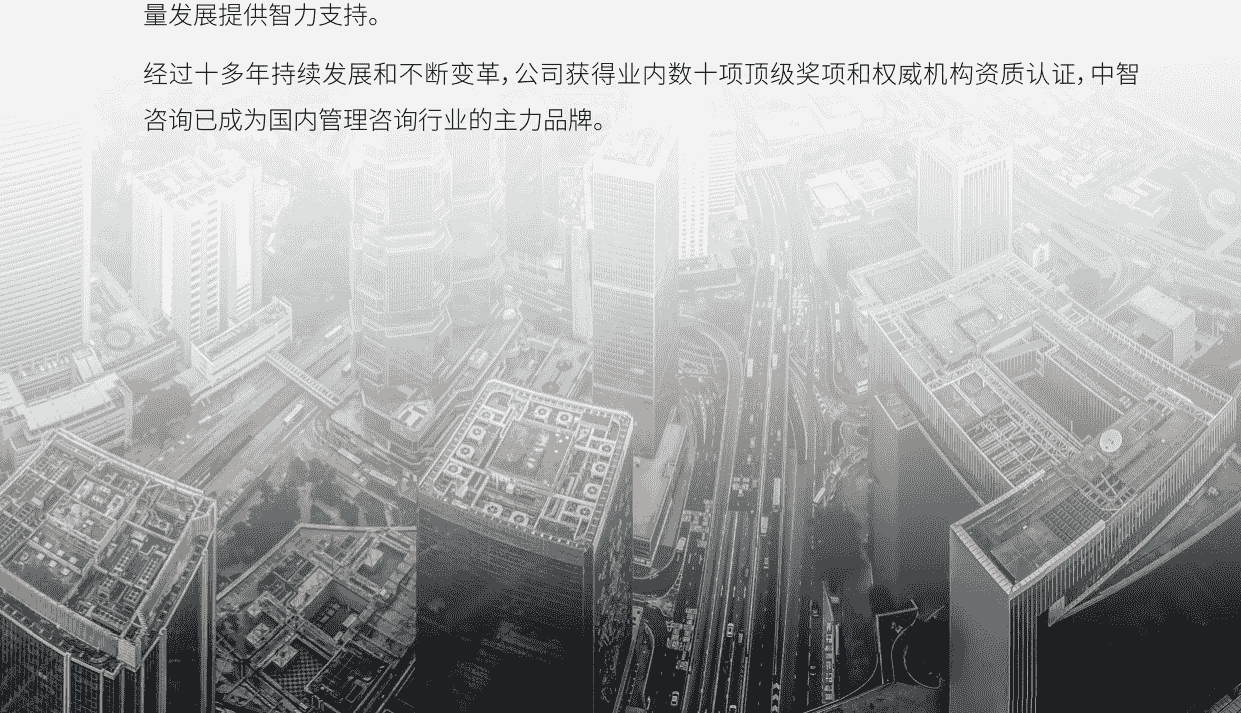 量发展提供智力支持。
经过十多年持续发展和不断变革，公司获得业内数十项顶级奖项和权威机构资质认证，中智
咨询已成为国内管理咨询行业的主力品牌。